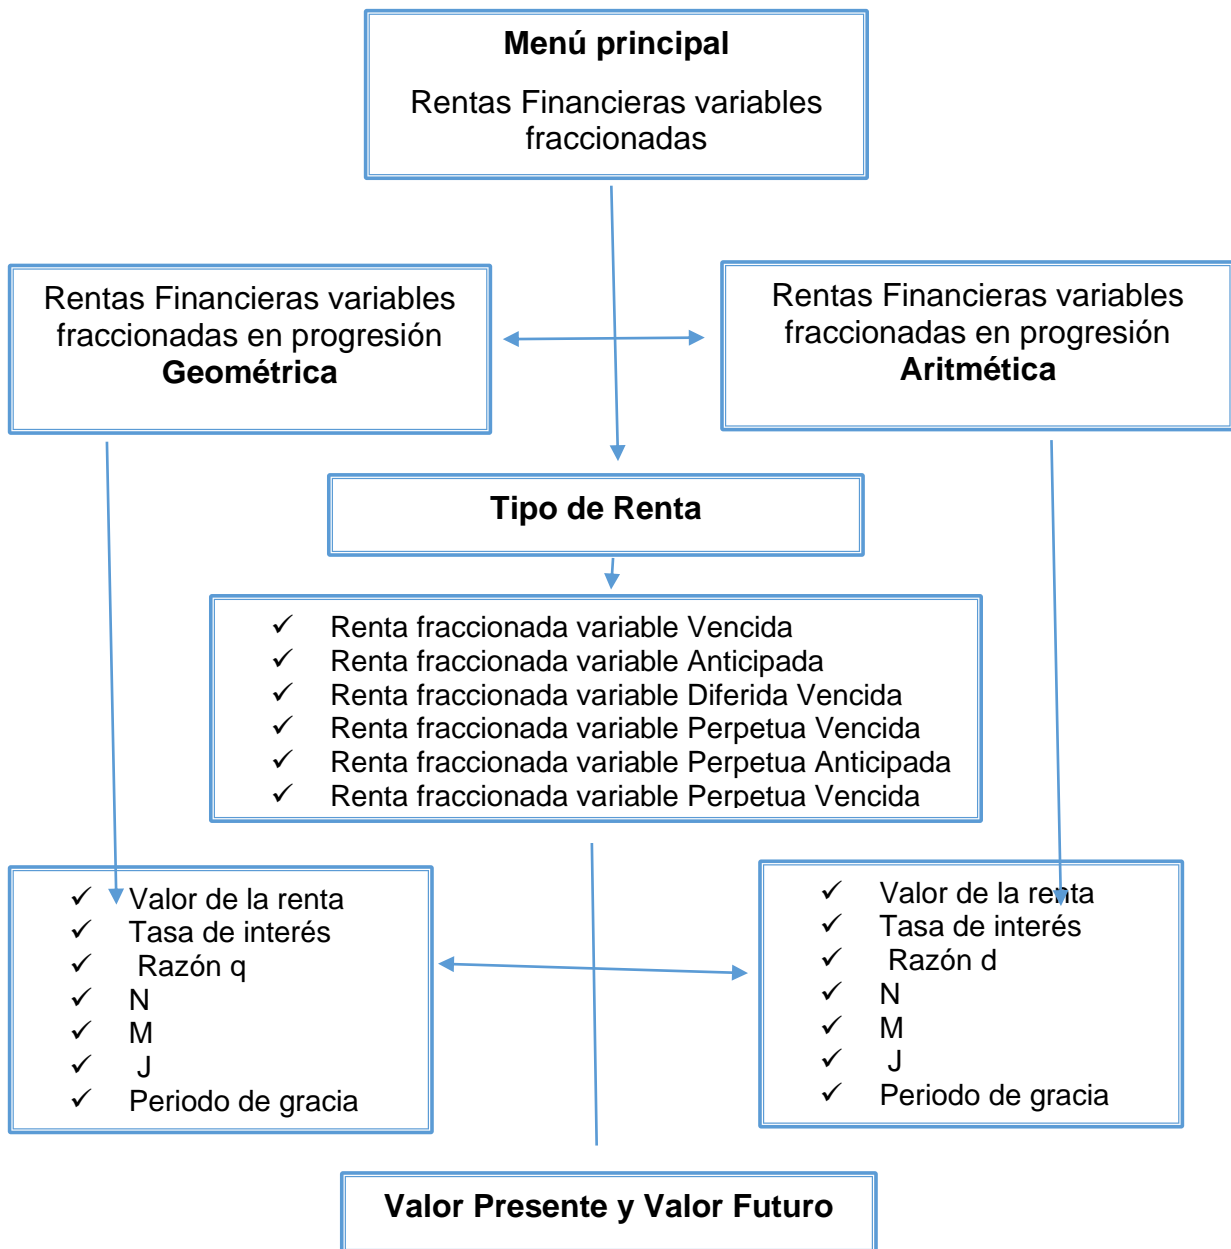 Menú principal
Rentas Financieras variables
fraccionadas
Rentas Financieras variables
fraccionadas en progresión
Geométrica
Rentas Financieras variables
fraccionadas en progresión
Aritmética
Tipo de Renta
✓ Renta fraccionada variable Vencida
✓ Renta fraccionada variable Anticipada
✓ Renta fraccionada variable Diferida Vencida
✓ Renta fraccionada variable Perpetua Vencida
✓ Renta fraccionada variable Perpetua Anticipada
✓ Renta fraccionada variable Perpetua Vencida
✓ Valor de la renta
✓ Tasa de interés
✓ Razón q
✓ N
✓ M
✓ J
✓ Periodo de gracia
✓ Valor de la renta
✓ Tasa de interés
✓ Razón d
✓ N
✓ M
✓ J
✓ Periodo de gracia
Valor Presente y Valor Futuro